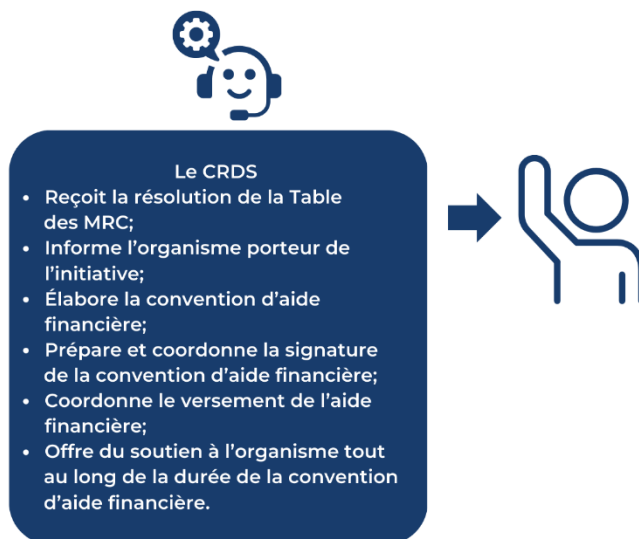 Le CRDS
• Reçoit la résolution de la Table
des MRC;
• Informe l'organisme porteur de
l'initiative;
• Élabore la convention d'aide
financière;
• Prépare et coordonne la signature
de la convention d'aide financière;
• Coordonne le versement de l'aide
financière;
• Offre du soutien à l'organisme tout
au long de la durée de la convention
d'aide financière.